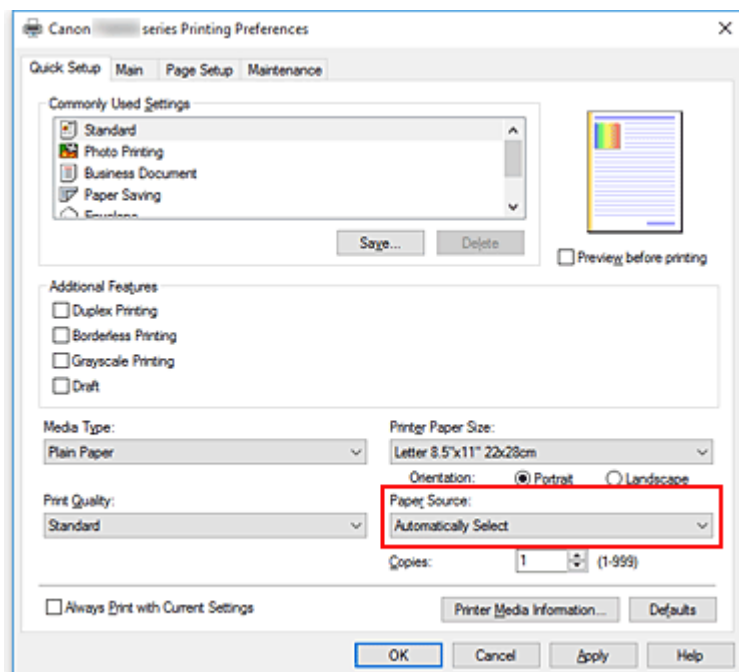 Canon series Printing Preferences
Quick Setup Main Page Setup Maintenance
Commonly Used Settings
Standard
Photo Printing
Business Document
Paper Saving
Envelope
Save... Delete
Preview before printing
Additional Features
Duplex Printing
Borderless Printing
Grayscale Printing
Draft
Media Type: Printer Paper Size:
Plain Paper Letter 8.5"x11" 22x28cm
Orientation: Portrait Landscape
Print Quality: Paper Source:
Standard Automatically Select
Copies: 1 (1-999)
Always Print with Current Settings Printer Media Information... Defaults
OK Cancel Apply Help